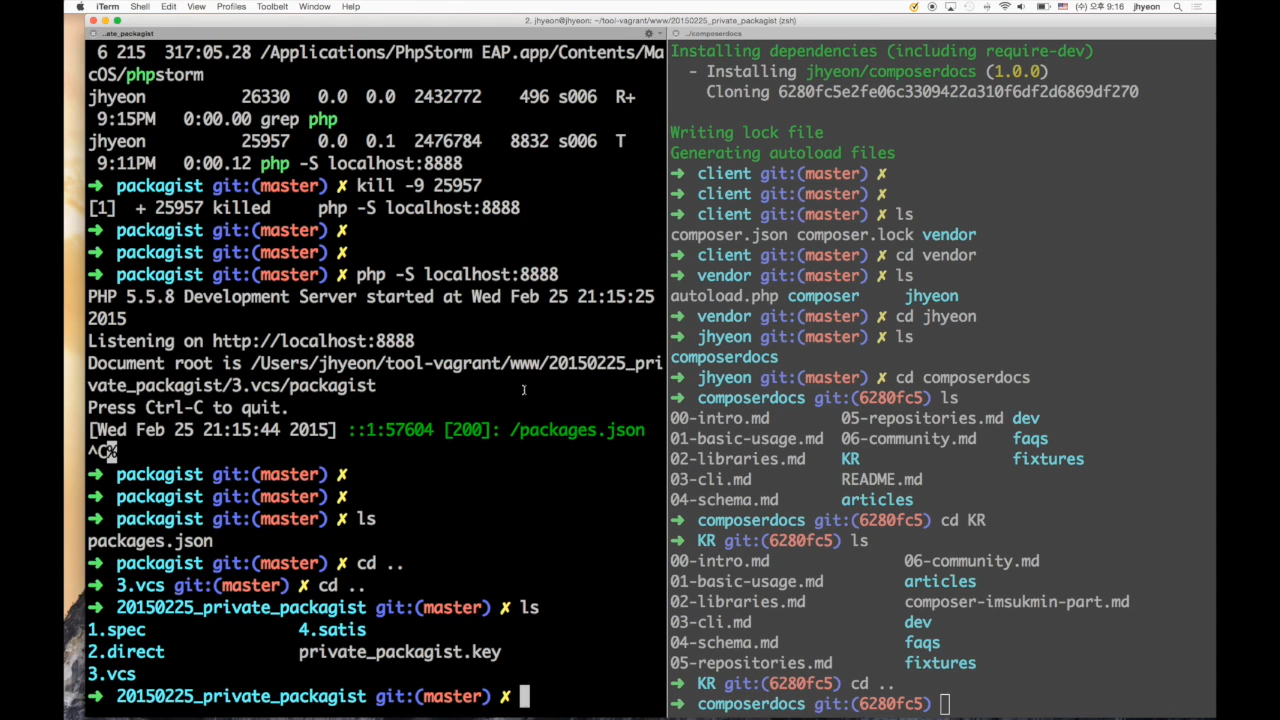 iTerm Shell Edit View Profiles Toolbelt Window Help (수) 오후 9:16 jhyeon
2. jhyeon@jhyeon: ~/tool-vagrant/www/20150225_private_packagist (zsh)
..ate_packagist
6 215 317:05.28 /Applications/PhpStorm EAP.app/Contents/Ma
cOS/phpstorm
jhyeon 26330 0.0 0.0 2432772 496 s006 R+
9:15PM 0:00.00 grep php
jhyeon 25957 0.0 0.1 2476784 8832 s006 T
9:11PM 0:00.12 php -S localhost:8888
➜ packagist git:(master) ✗ kill -9 25957
[1] + 25957 killed php -S localhost:8888
➜ packagist git:(master) ✗
➜ packagist git:(master) ✗
➜ packagist git:(master) ✗ php -S localhost:8888
PHP 5.5.8 Development Server started at Wed Feb 25 21:15:25
2015
Listening on http://localhost:8888
Document root is /Users/jhyeon/tool-vagrant/www/20150225_pri
vate_packagist/3.vcs/packagist
Press Ctrl-C to quit.
[Wed Feb 25 21:15:44 2015] ::1:57604 [200]: /packages.json
^C%
➜ packagist git:(master) ✗
➜ packagist git:(master) ✗
➜ packagist git:(master) ✗ ls
packages.json
➜ packagist git:(master) ✗ cd ..
➜ 3.vcs git:(master) ✗ cd ..
➜ 20150225_private_packagist git:(master) ✗ ls
1.spec 4.satis
2.direct private_packagist.key
3.vcs
➜ 20150225_private_packagist git:(master) ✗
../composerdocs
Installing dependencies (including require-dev)
- Installing jhyeon/composerdocs (1.0.0)
Cloning 6280fc5e2fe06c3309422a310f6df2d6869df270
Writing lock file
Generating autoload files
➜ client git:(master) ✗
➜ client git:(master) ✗
➜ client git:(master) ✗ ls
composer.json composer.lock vendor
➜ client git:(master) ✗ cd vendor
➜ vendor git:(master) ✗ ls
autoload.php composer jhyeon
➜ vendor git:(master) ✗ cd jhyeon
➜ jhyeon git:(master) ✗ ls
composerdocs
➜ jhyeon git:(master) ✗ cd composerdocs
➜ composerdocs git:(6280fc5) ls
00-intro.md 05-repositories.md dev
01-basic-usage.md 06-community.md faqs
02-libraries.md KR fixtures
03-cli.md README.md
04-schema.md articles
➜ composerdocs git:(6280fc5) cd KR
➜ KR git:(6280fc5) ls
00-intro.md 06-community.md
01-basic-usage.md articles
02-libraries.md composer-imsukmin-part.md
03-cli.md dev
04-schema.md faqs
05-repositories.md fixtures
➜ KR git:(6280fc5) cd ..
➜ composerdocs git:(6280fc5)